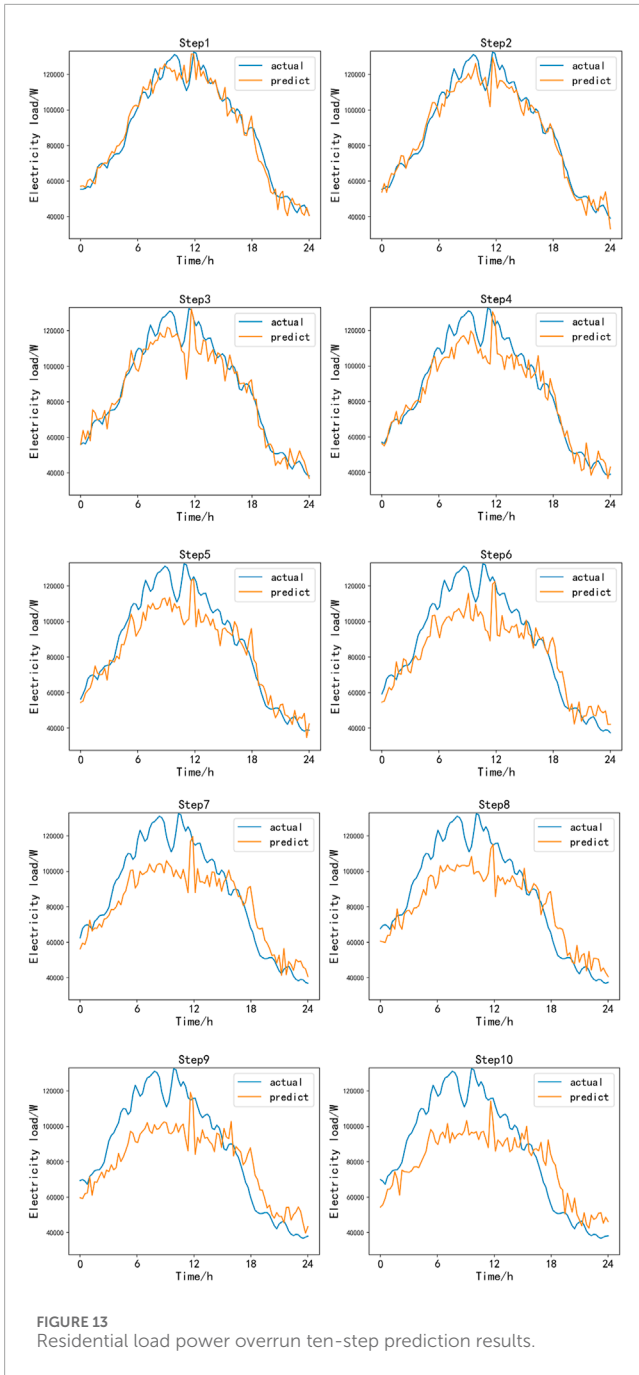 Step1
Electricity load/W
120000
100000
80000
60000
40000
actual
predict
0 6 12 18 24
Time/h
Step2
Electricity load/W
120000
100000
80000
60000
40000
actual
predict
0 6 12 18 24
Time/h
Step3
Electricity load/W
120000
100000
80000
60000
40000
actual
predict
0 6 12 18 24
Time/h
Step4
Electricity load/W
120000
100000
80000
60000
40000
actual
predict
0 6 12 18 24
Time/h
Step5
Electricity load/W
120000
100000
80000
60000
40000
actual
predict
0 6 12 18 24
Time/h
Step6
Electricity load/W
120000
100000
80000
60000
40000
actual
predict
0 6 12 18 24
Time/h
Step7
Electricity load/W
120000
100000
80000
60000
40000
actual
predict
0 6 12 18 24
Time/h
Step8
Electricity load/W
120000
100000
80000
60000
40000
actual
predict
0 6 12 18 24
Time/h
Step9
Electricity load/W
120000
100000
80000
60000
40000
actual
predict
0 6 12 18 24
Time/h
Step10
Electricity load/W
120000
100000
80000
60000
40000
actual
predict
0 6 12 18 24
Time/h
FIGURE 13
Residential load power overrun ten-step prediction results.